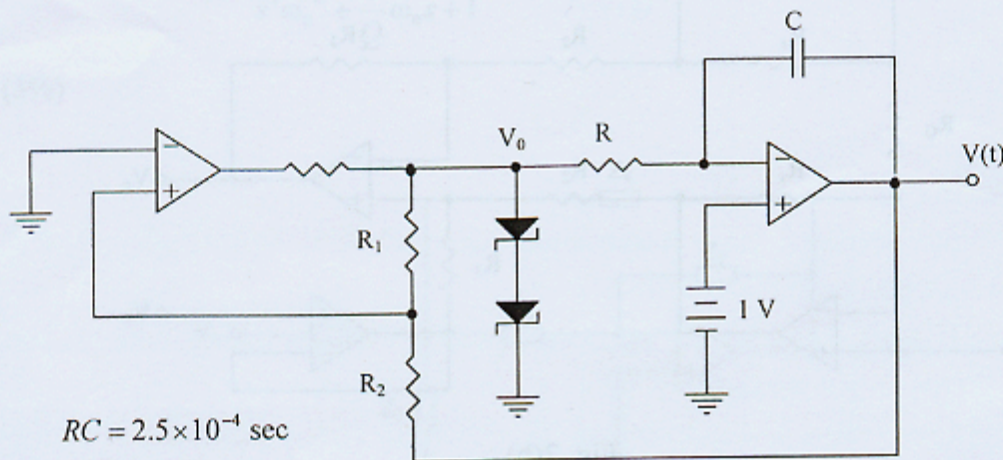 C
V₀
R
V(t)
−
+
−
+
R₁
1 V
R₂
RC = 2.5×10⁻⁴ sec